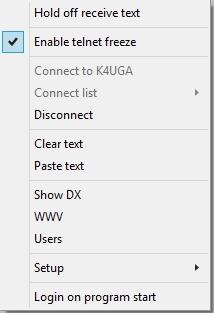 Hold off receive text
Enable telnet freeze
Connect to K4UGA
Connect list
Disconnect
Clear text
Paste text
Show DX
WWV
Users
Setup
Login on program start